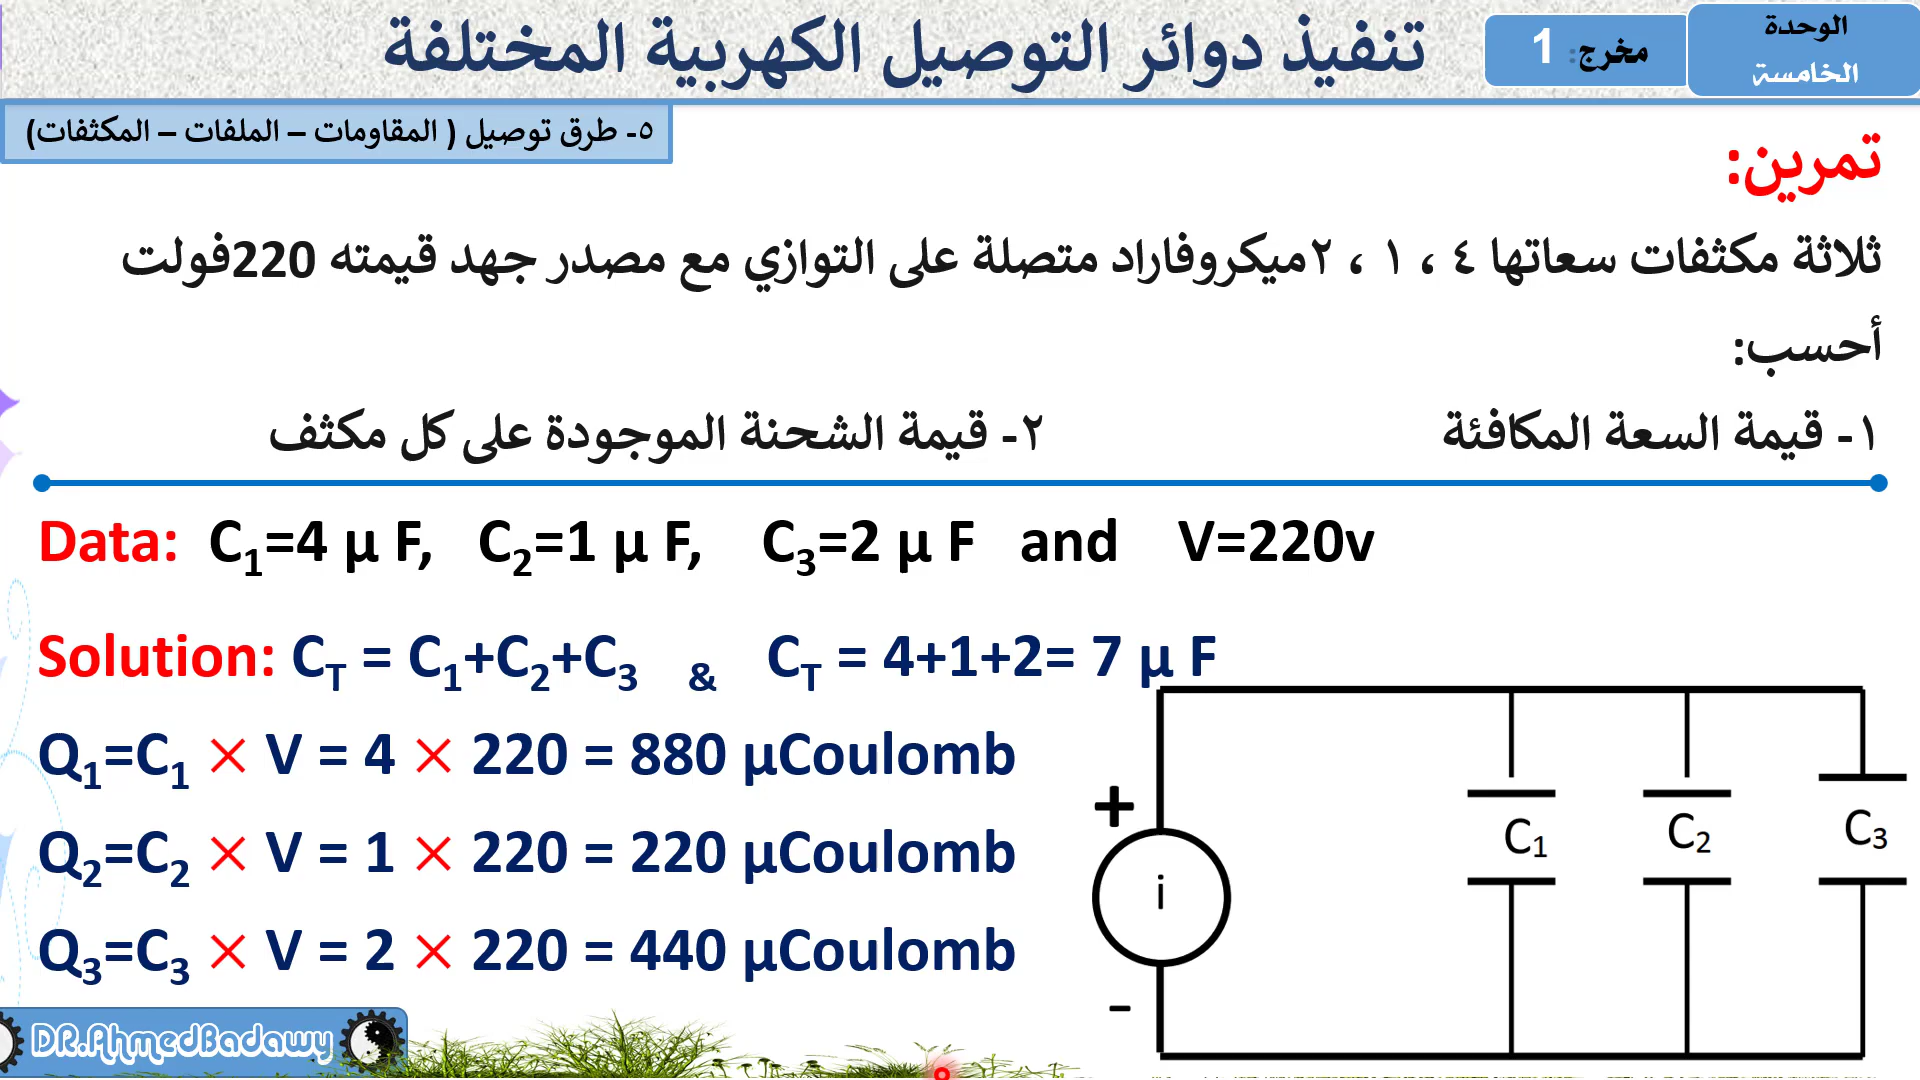 الوحدة
الخامسة
مخرج: 1
تنفيذ دوائر التوصيل الكهربية المختلفة
٥- طرق توصيل ( المقاومات – الملفات – المكثفات)
تمرين:
ثلاثة مكثفات سعاتها ٤ ، ١ ، ٢ميكروفاراد متصلة على التوازي مع مصدر جهد قيمته 220فولت
أحسب:
١- قيمة السعة المكافئة ٢- قيمة الشحنة الموجودة على كل مكثف
Data: C₁=4 µ F, C₂=1 µ F, C₃=2 µ F and V=220v
Solution: C_T = C₁+C₂+C₃ & C_T = 4+1+2= 7 µ F
Q₁=C₁ × V = 4 × 220 = 880 µCoulomb
Q₂=C₂ × V = 1 × 220 = 220 µCoulomb
Q₃=C₃ × V = 2 × 220 = 440 µCoulomb
+
i
-
C₁
C₂
C₃
DR.AhmedBadawy